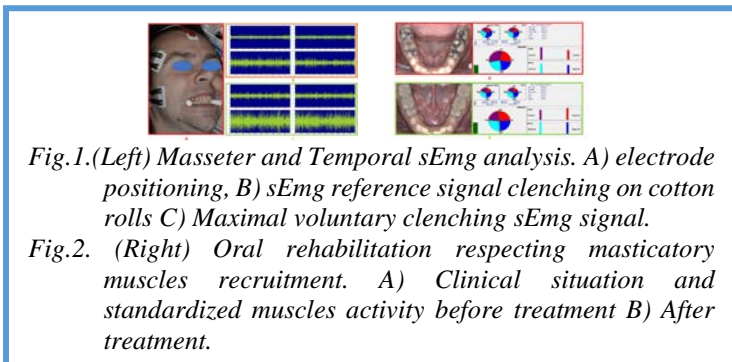 Fig.1.(Left) Masseter and Temporal sEmg analysis. A) electrode
positioning, B) sEmg reference signal clenching on cotton
rolls C) Maximal voluntary clenching sEmg signal.
Fig.2. (Right) Oral rehabilitation respecting masticatory
muscles recruitment. A) Clinical situation and
standardized muscles activity before treatment B) After
treatment.